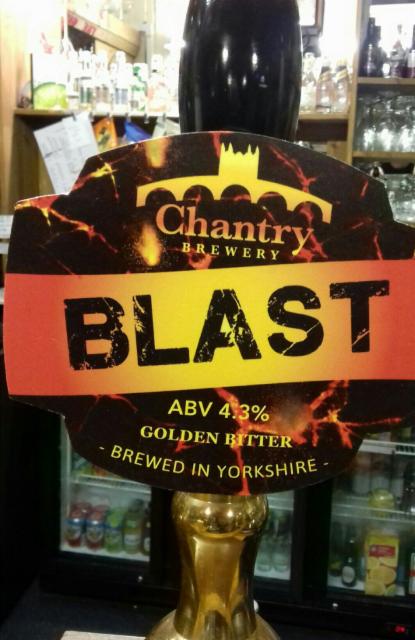 Chantry
BREWERY
BLAST
ABV 4.3%
GOLDEN BITTER
- BREWED IN YORKSHIRE -